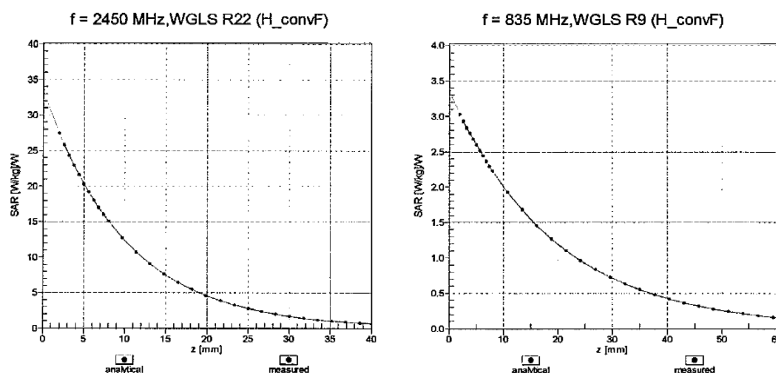 f = 2450 MHz,WGLS R22 (H_convF)
f = 835 MHz,WGLS R9 (H_convF)
40
35
30
25
20
15
10
5
0
SAR [W/kg]/W
0 5 10 15 20 25 30 35 40
z [mm]
analytical measured
4.0
3.5
3.0
2.5
2.0
1.5
1.0
0.5
0.0
SAR [W/kg]/W
0 10 20 30 40 50 60
z [mm]
analytical measured